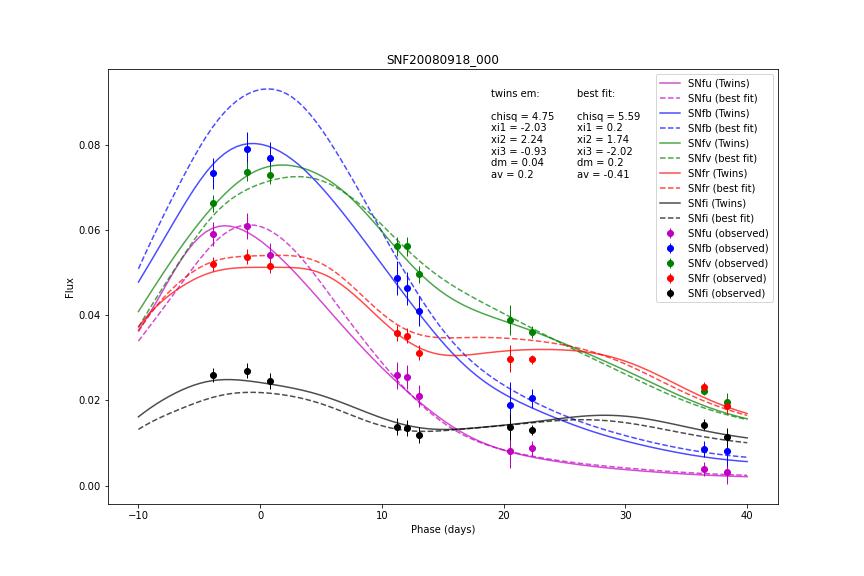 SNF20080918_000
twins em: best fit:
chisq = 4.75 chisq = 5.59
xi1 = -2.03 xi1 = 0.2
xi2 = 2.24 xi2 = 1.74
xi3 = -0.93 xi3 = -2.02
dm = 0.04 dm = 0.2
av = 0.2 av = -0.41
SNfu (Twins)
SNfu (best fit)
SNfb (Twins)
SNfb (best fit)
SNfv (Twins)
SNfv (best fit)
SNfr (Twins)
SNfr (best fit)
SNfi (Twins)
SNfi (best fit)
SNfu (observed)
SNfb (observed)
SNfv (observed)
SNfr (observed)
SNfi (observed)
Flux
0.08
0.06
0.04
0.02
0.00
−10 0 10 20 30 40
Phase (days)